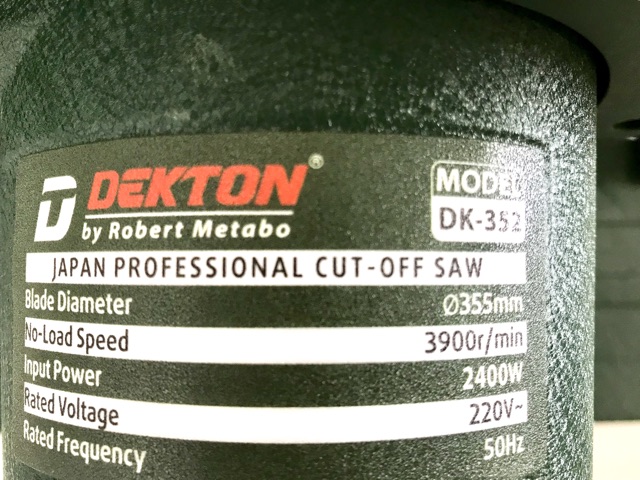 DEKTON®
by Robert Metabo
MODEL
DK-352
JAPAN PROFESSIONAL CUT-OFF SAW
Blade Diameter Ø355mm
No-Load Speed 3900r/min
Input Power 2400W
Rated Voltage 220V~
Rated Frequency 50Hz